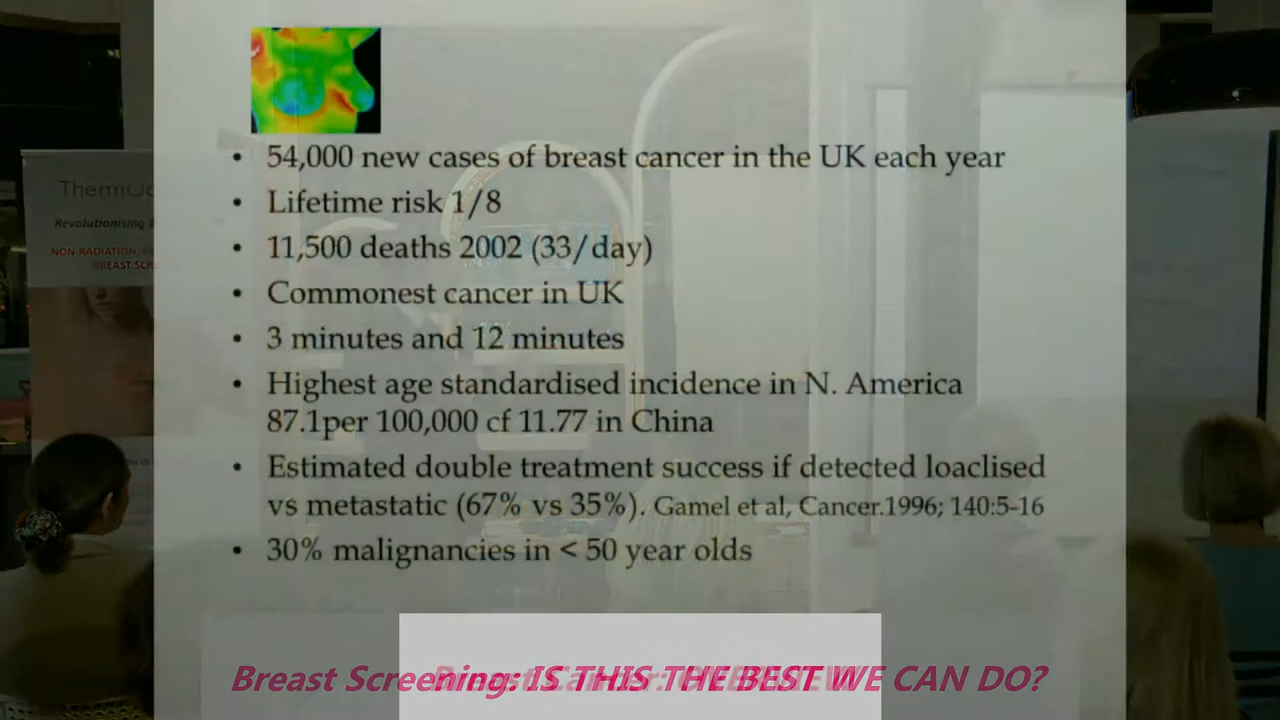 • 54,000 new cases of breast cancer in the UK each year
• Lifetime risk 1/8
• 11,500 deaths 2002 (33/day)
• Commonest cancer in UK
• 3 minutes and 12 minutes
• Highest age standardised incidence in N. America
87.1per 100,000 cf 11.77 in China
• Estimated double treatment success if detected loaclised
vs metastatic (67% vs 35%). Gamel et al, Cancer.1996; 140:5-16
• 30% malignancies in < 50 year olds
Revolutionising
NON-RADIATION,
BREAST
Breast Screening: IS THIS THE BEST WE CAN DO?